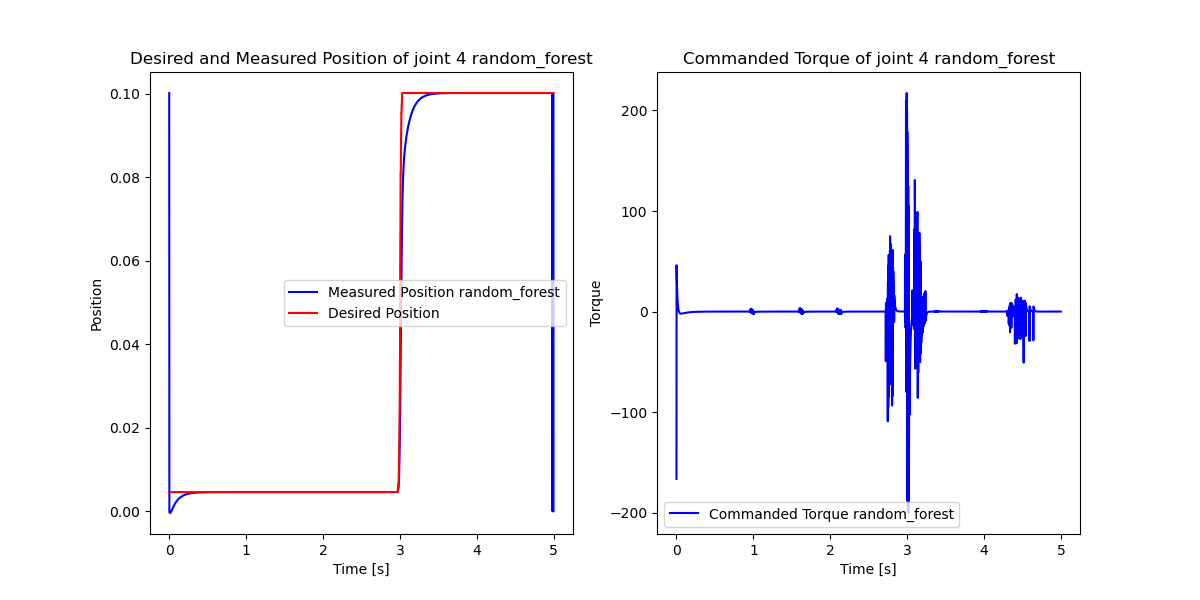 Desired and Measured Position of joint 4 random_forest
Position
0.10
0.08
0.06
0.04
0.02
0.00
Measured Position random_forest
Desired Position
0 1 2 3 4 5
Time [s]
Commanded Torque of joint 4 random_forest
Torque
200
100
0
−100
−200
Commanded Torque random_forest
0 1 2 3 4 5
Time [s]